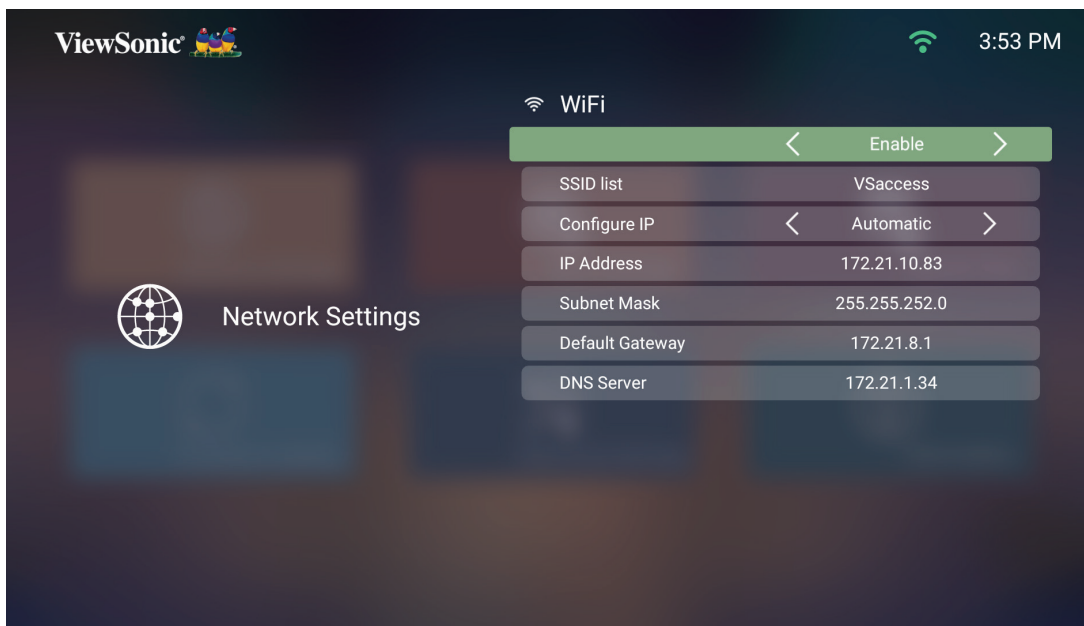 ViewSonic®
3:53 PM
WiFi
Enable
SSID list VSaccess
Configure IP Automatic
IP Address 172.21.10.83
Subnet Mask 255.255.252.0
Default Gateway 172.21.8.1
DNS Server 172.21.1.34
Network Settings